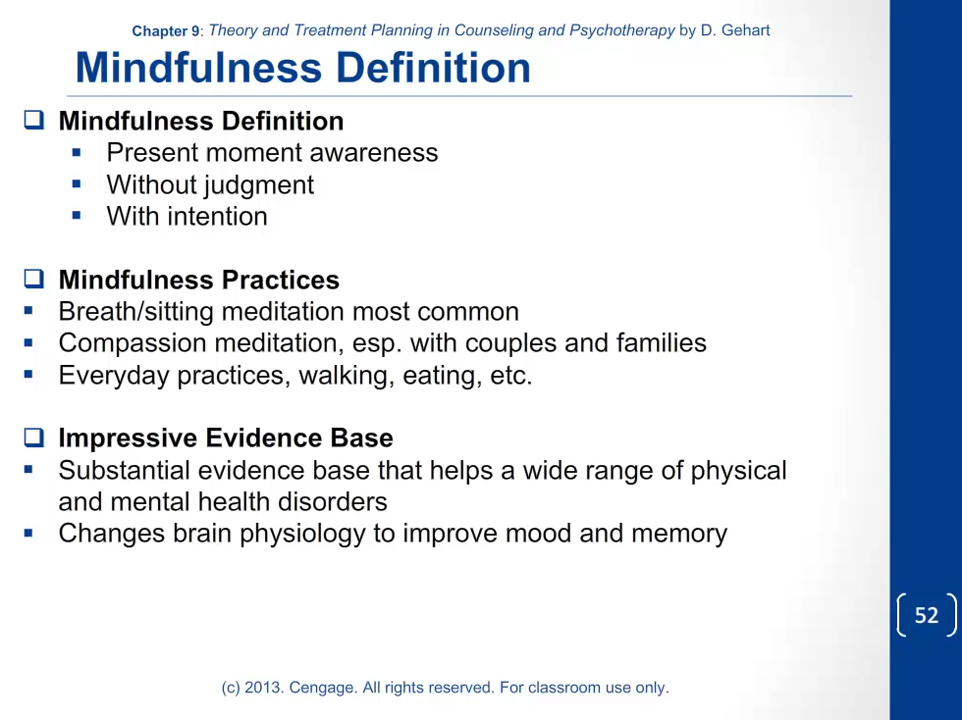 Chapter 9: Theory and Treatment Planning in Counseling and Psychotherapy by D. Gehart
Mindfulness Definition
Mindfulness Definition
Present moment awareness
Without judgment
With intention
Mindfulness Practices
Breath/sitting meditation most common
Compassion meditation, esp. with couples and families
Everyday practices, walking, eating, etc.
Impressive Evidence Base
Substantial evidence base that helps a wide range of physical
and mental health disorders
Changes brain physiology to improve mood and memory
52
(c) 2013. Cengage. All rights reserved. For classroom use only.